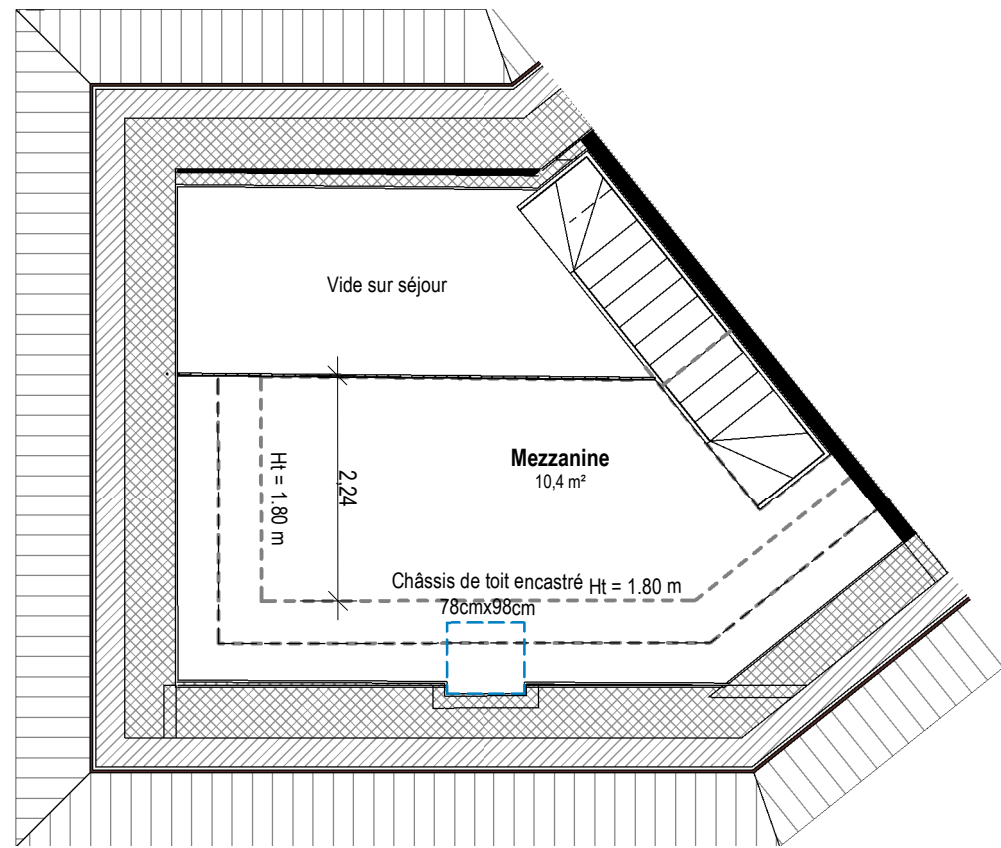 Vide sur séjour
Mezzanine
10,4 m²
Ht = 1.80 m
2,24
Châssis de toit encastré
78cmx98cm
Ht = 1.80 m